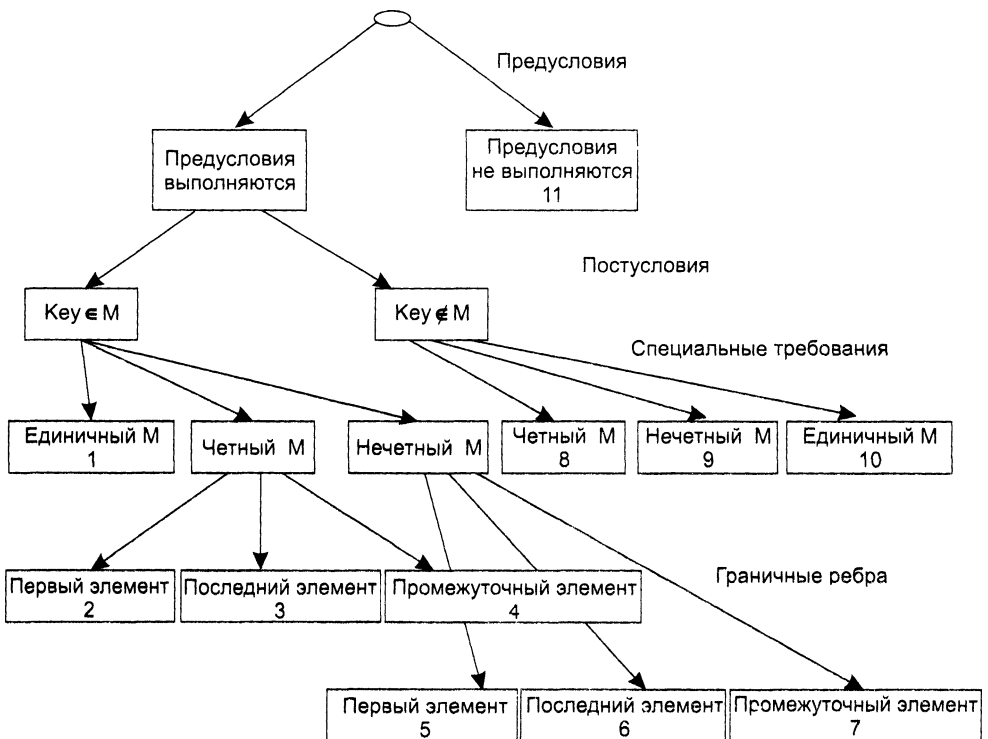 Предусловия
Предусловия
выполняются
Предусловия
не выполняются
11
Постусловия
Key ∈ M
Key ∉ M
Специальные требования
Единичный М
1
Четный М
Нечетный М
Четный М
8
Нечетный М
9
Единичный М
10
Граничные ребра
Первый элемент
2
Последний элемент
3
Промежуточный элемент
4
Первый элемент
5
Последний элемент
6
Промежуточный элемент
7